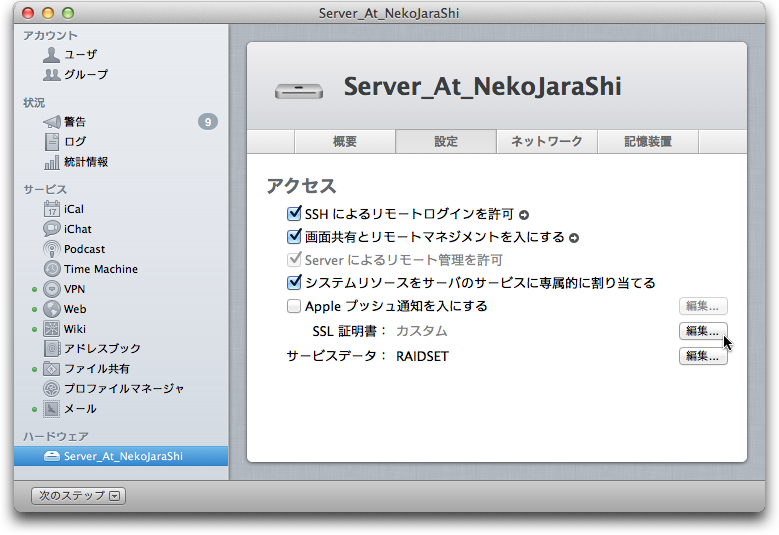 Server_At_NekoJaraShi
アカウント
ユーザ
グループ
状況
警告 9
ログ
統計情報
サービス
17 iCal
iChat
Podcast
Time Machine
VPN
Web
Wiki
アドレスブック
ファイル共有
プロファイルマネージャ
メール
ハードウェア
Server_At_NekoJaraShi
次のステップ
Server_At_NekoJaraShi
概要 設定 ネットワーク 記憶装置
アクセス
SSH によるリモートログインを許可
画面共有とリモートマネジメントを入にする
Server によるリモート管理を許可
システムリソースをサーバのサービスに専属的に割り当てる
Apple プッシュ通知を入にする 編集...
SSL 証明書： カスタム 編集...
サービスデータ： RAIDSET 編集...